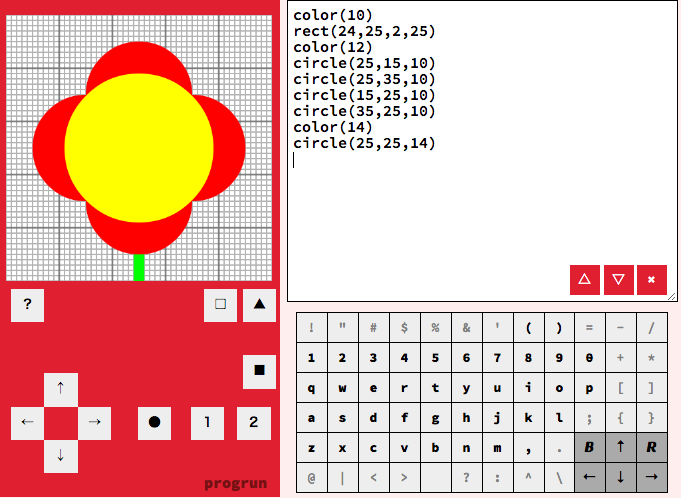 color(10)
rect(24,25,2,25)
color(12)
circle(25,15,10)
circle(25,35,10)
circle(15,25,10)
circle(35,25,10)
color(14)
circle(25,25,14)
△ ▽ ✖
? □ ▲
■
↑
← → ● 1 2
↓
progrun
! " # $ % & ' ( ) = - /
1 2 3 4 5 6 7 8 9 0 + *
q w e r t y u i o p [ ]
a s d f g h j k l ; { }
z x c v b n m , . B ↑ R
@ | < > ? : ^ \ ← ↓ →